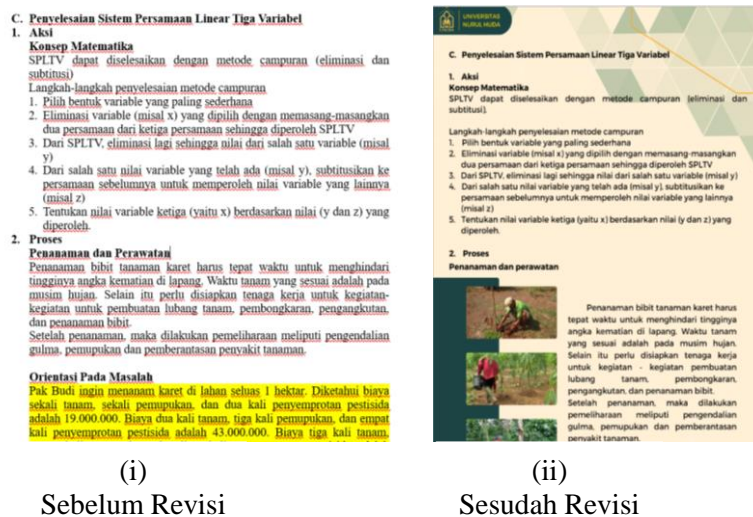 C. Penyelesaian Sistem Persamaan Linear Tiga Variabel
1. Aksi
Konsep Matematika
SPLTV dapat diselesaikan dengan metode campuran (eliminasi dan
subtitusi)
Langkah-langkah penyelesaian metode campuran
1. Pilih bentuk variable yang paling sederhana
2. Eliminasi variable (misal x) yang dipilih dengan memasang-masangkan
dua persamaan dari ketiga persamaan sehingga diperoleh SPLTV
3. Dari SPLTV, eliminasi lagi sehingga nilai dari salah satu variable (misal
y)
4. Dari salah satu nilai variable yang telah ada (misal y), subtitusikan ke
persamaan sebelumnya untuk memperoleh nilai variable yang lainnya
(misal z)
5. Tentukan nilai variable ketiga (yaitu x) berdasarkan nilai (y dan z) yang
diperoleh.
2. Proses
Penanaman dan Perawatan
Penanaman bibit tanaman karet harus tepat waktu untuk menghindari
tingginya angka kematian di lapang. Waktu tanam yang sesuai adalah pada
musim hujan. Selain itu perlu disiapkan tenaga kerja untuk kegiatan-
kegiatan untuk pembuatan lubang tanam, pembongkaran, pengangkutan,
dan penanaman bibit.
Setelah penanaman, maka dilakukan pemeliharaan meliputi pengendalian
gulma, pemupukan dan pemberantasan penyakit tanaman.
Orientasi Pada Masalah
Pak Budi ingin menanam karet di lahan seluas 1 hektar. Diketahui biaya
sekali tanam, sekali pemupukan, dan dua kali penyemprotan pestisida
adalah 19.000.000. Biaya dua kali tanam, tiga kali pemupukan, dan empat
kali penyemprotan pestisida adalah 43.000.000. Biaya tiga kali tanam,
(i)
Sebelum Revisi
UNIVERSITAS
NURUL HUDA
C. Penyelesaian Sistem Persamaan Linear Tiga Variabel
1. Aksi
Konsep Matematika
SPLTV dapat diselesaikan dengan metode campuran (eliminasi dan
subtitusi).
Langkah-langkah penyelesaian metode campuran
1. Pilih bentuk variable yang paling sederhana
2. Eliminasi variable (misal x) yang dipilih dengan memasang-masangkan
dua persamaan dari ketiga persamaan sehingga diperoleh SPLTV
3. Dari SPLTV, eliminasi lagi sehingga nilai dari salah satu variable (misal y)
4. Dari salah satu nilai variable yang telah ada (misal y), subtitusikan ke
persamaan sebelumnya untuk memperoleh nilai variable yang lainnya
(misal z)
5. Tentukan nilai variable ketiga (yaitu x) berdasarkan nilai (y dan z) yang
diperoleh.
2. Proses
Penanaman dan perawatan
Penanaman bibit tanaman karet harus
tepat waktu untuk menghindari tingginya
angka kematian di lapang. Waktu tanam
yang sesuai adalah pada musim hujan.
Selain itu perlu disiapkan tenaga kerja
untuk kegiatan - kegiatan pembuatan
lubang tanam, pembongkaran,
pengangkutan, dan penanaman bibit.
Setelah penanaman, maka dilakukan
pemeliharaan meliputi pengendalian
gulma, pemupukan dan pemberantasan
penyakit tanaman.
(ii)
Sesudah Revisi